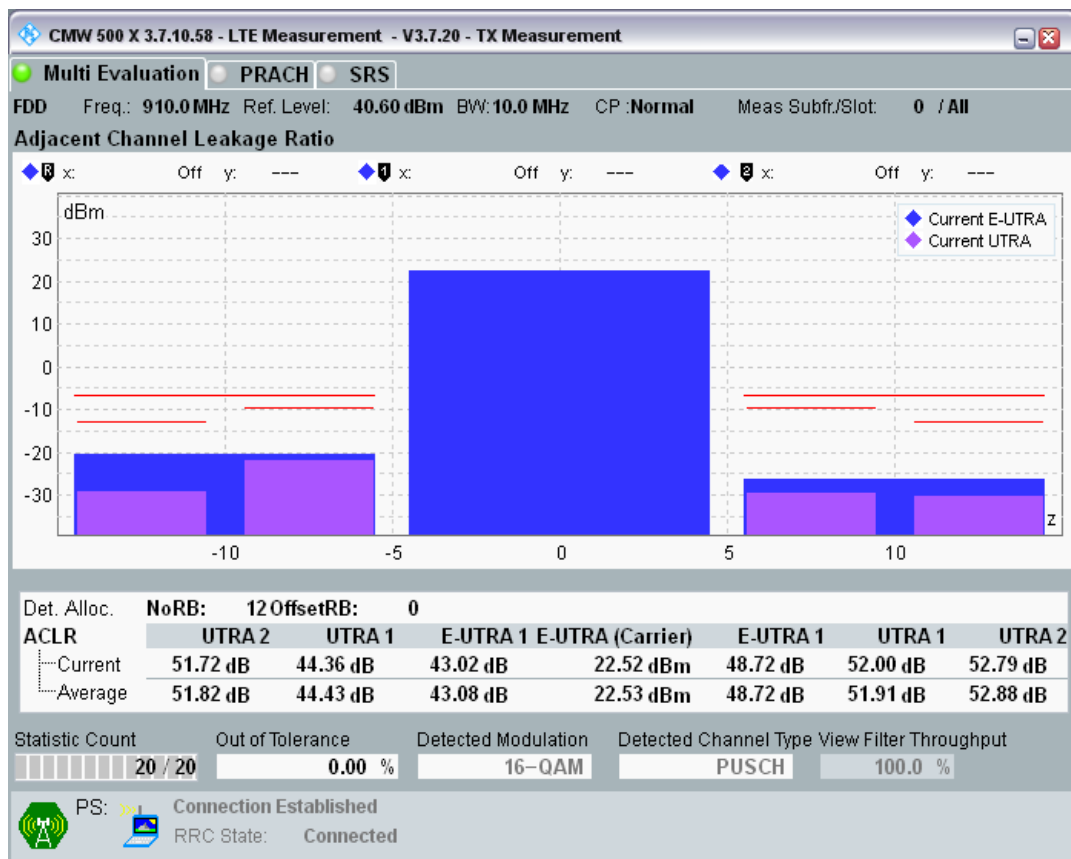 CMW 500 X 3.7.10.58 - LTE Measurement - V3.7.20 - TX Measurement
Multi Evaluation PRACH SRS
FDD Freq.: 910.0 MHz Ref. Level: 40.60 dBm BW: 10.0 MHz CP :Normal Meas Subfr./Slot: 0 / All
Adjacent Channel Leakage Ratio
R x: Off y: --- 1 x: Off y: --- 2 x: Off y: ---
dBm
Current E-UTRA
Current UTRA
30
20
10
0
-10
-20
-30
z
-10 -5 0 5 10
Det. Alloc. NoRB: 12 OffsetRB: 0
ACLR UTRA 2 UTRA 1 E-UTRA 1 E-UTRA (Carrier) E-UTRA 1 UTRA 1 UTRA 2
Current 51.72 dB 44.36 dB 43.02 dB 22.52 dBm 48.72 dB 52.00 dB 52.79 dB
Average 51.82 dB 44.43 dB 43.08 dB 22.53 dBm 48.72 dB 51.91 dB 52.88 dB
Statistic Count Out of Tolerance Detected Modulation Detected Channel Type View Filter Throughput
20 / 20 0.00 % 16-QAM PUSCH 100.0 %
PS: Connection Established
RRC State: Connected